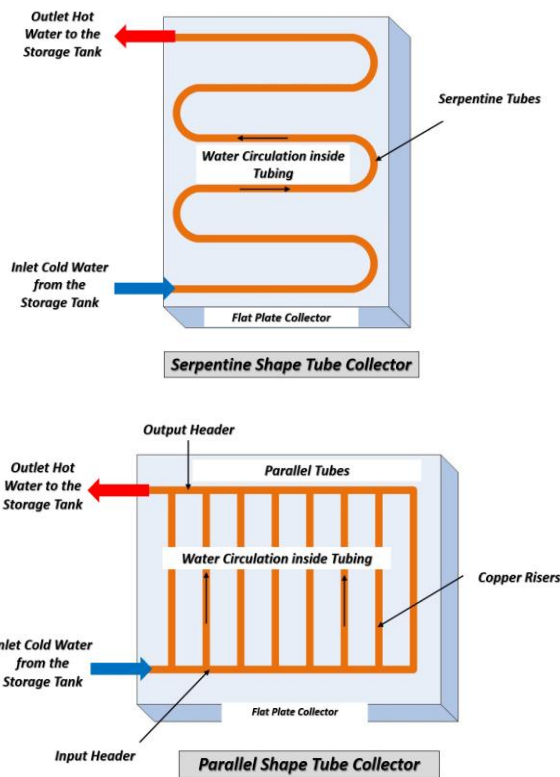 Outlet Hot
Water to the
Storage Tank
Serpentine Tubes
Water Circulation inside
Tubing
Inlet Cold Water
from the
Storage Tank
Flat Plate Collector
Serpentine Shape Tube Collector
Output Header
Outlet Hot
Water to the
Storage Tank
Parallel Tubes
Water Circulation inside Tubing
Copper Risers
Inlet Cold Water
from the
Storage Tank
Flat Plate Collector
Input Header
Parallel Shape Tube Collector